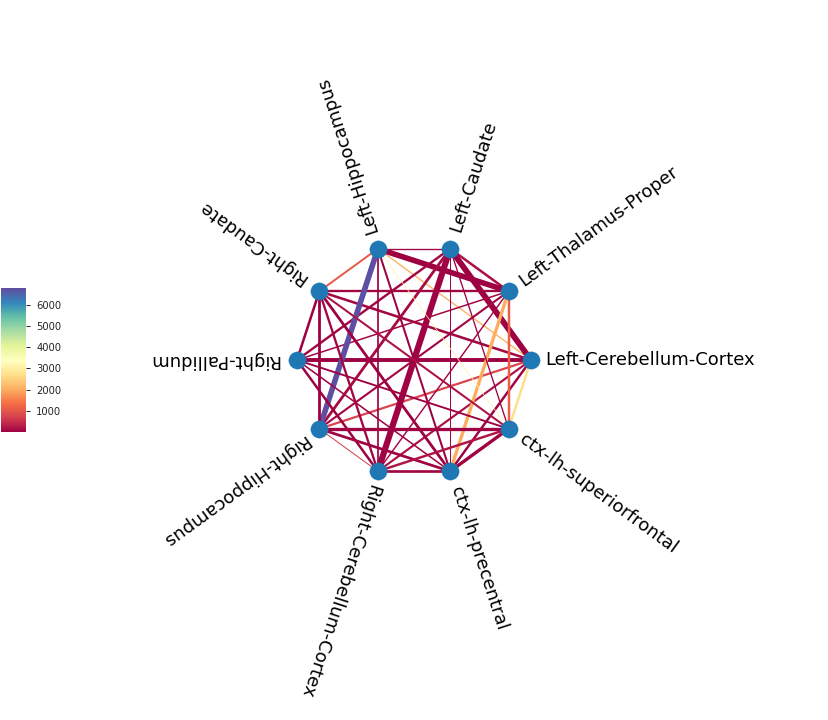 Left-Hippocampus
Left-Caudate
Left-Thalamus-Proper
Right-Caudate
Right-Pallidum
Left-Cerebellum-Cortex
Right-Hippocampus
Right-Cerebellum-Cortex
ctx-lh-precentral
ctx-lh-superiorfrontal
6000
5000
4000
3000
2000
1000